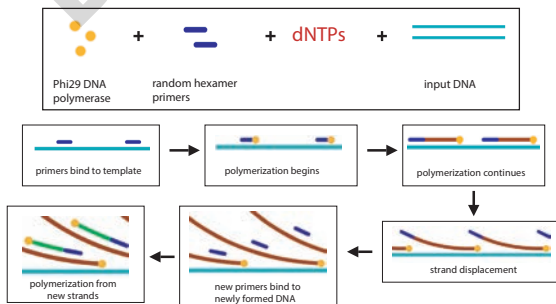 + + dNTPs +
Phi29 DNA
polymerase
random hexamer
primers
input DNA
primers bind to template
polymerization begins
polymerization continues
strand displacement
new primers bind to
newly formed DNA
polymerization from
new strands